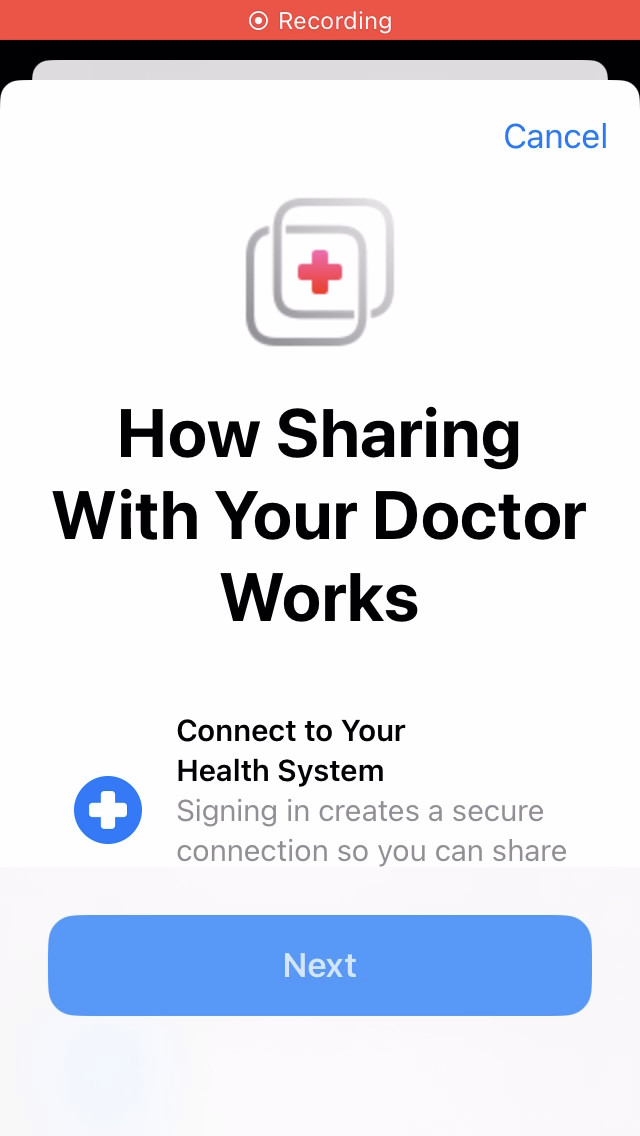 Recording
Cancel
How Sharing
With Your Doctor
Works
Connect to Your
Health System
Signing in creates a secure
connection so you can share
Next